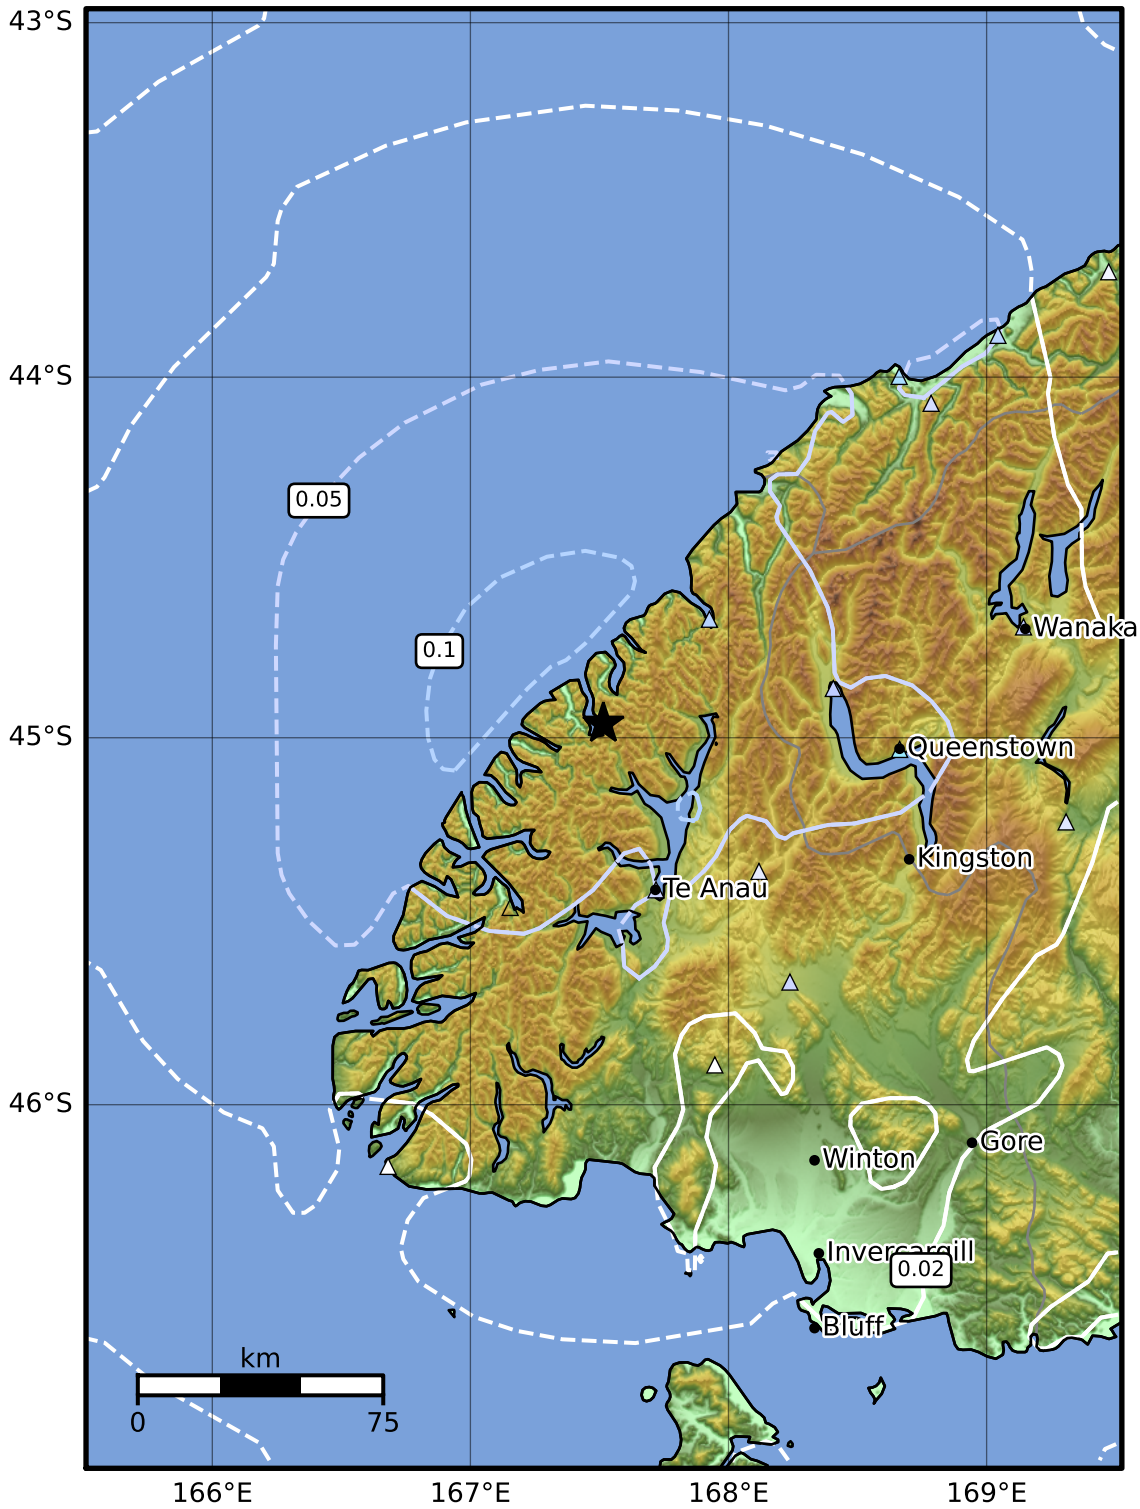 43°S
44°S
0.05
0.1
Wanaka
45°S
Queenstown
Kingston
Te Anau
46°S
Gore
Winton
Invercargill
0.02
Bluff
km
0
75
166°E
167°E
168°E
169°E